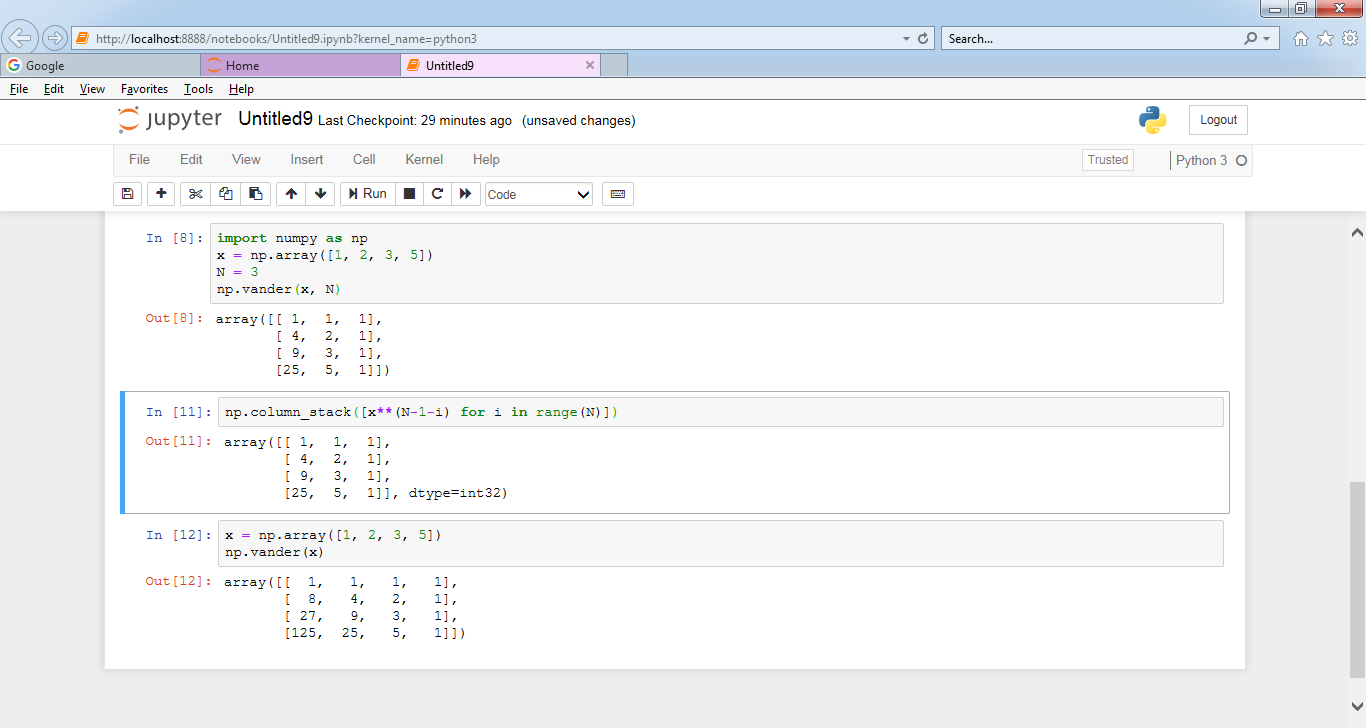 http://localhost:8888/notebooks/Untitled9.ipynb?kernel_name=python3
Search...
Google
Home
Untitled9
File Edit View Favorites Tools Help
jupyter Untitled9 Last Checkpoint: 29 minutes ago (unsaved changes)
Logout
File Edit View Insert Cell Kernel Help
Trusted
Python 3
Run
Code
In [8]: import numpy as np
x = np.array([1, 2, 3, 5])
N = 3
np.vander(x, N)
Out[8]: array([[ 1,  1,  1],
[ 4,  2,  1],
[ 9,  3,  1],
[25,  5,  1]])
In [11]: np.column_stack([x**(N-1-i) for i in range(N)])
Out[11]: array([[ 1,  1,  1],
[ 4,  2,  1],
[ 9,  3,  1],
[25,  5,  1]], dtype=int32)
In [12]: x = np.array([1, 2, 3, 5])
np.vander(x)
Out[12]: array([[  1,   1,   1,   1],
[  8,   4,   2,   1],
[ 27,   9,   3,   1],
[125,  25,   5,   1]])